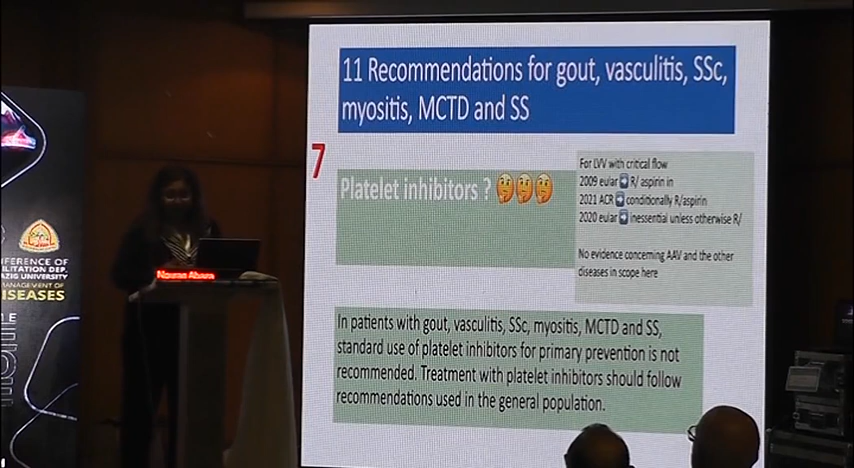 11 Recommendations for gout, vasculitis, SSc,
myositis, MCTD and SS
7
Platelet inhibitors ?
For LVV with critical flow
2009 eular R/ aspirin in
2021 ACR conditionally R/aspirin
2020 eular inessential unless otherwise R/
No evidence concerning AAV and the other
diseases in scope here
In patients with gout, vasculitis, SSc, myositis, MCTD and SS,
standard use of platelet inhibitors for primary prevention is not
recommended. Treatment with platelet inhibitors should follow
recommendations used in the general population.
DEP.
UNIVERSITY